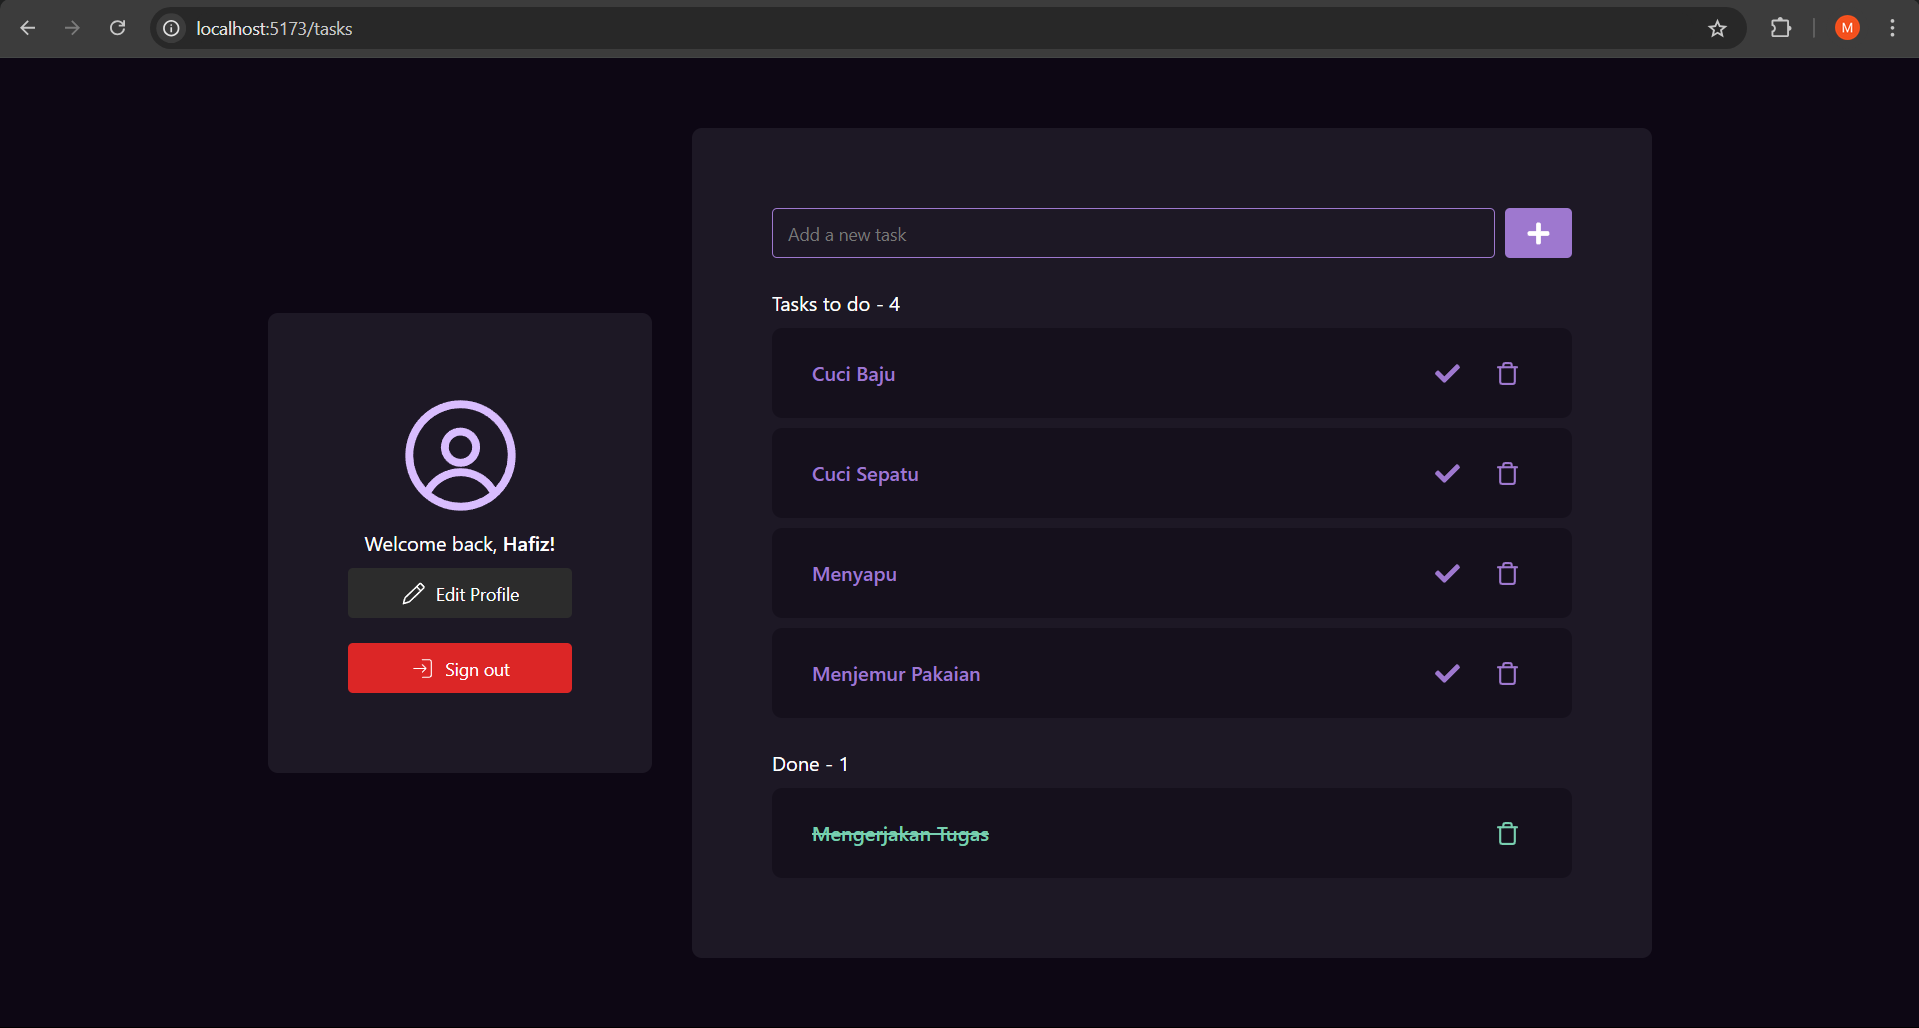 localhost:5173/tasks
M
Welcome back, Hafiz!
Edit Profile
Sign out
Add a new task
Tasks to do - 4
Cuci Baju
Cuci Sepatu
Menyapu
Menjemur Pakaian
Done - 1
Mengerjakan Tugas